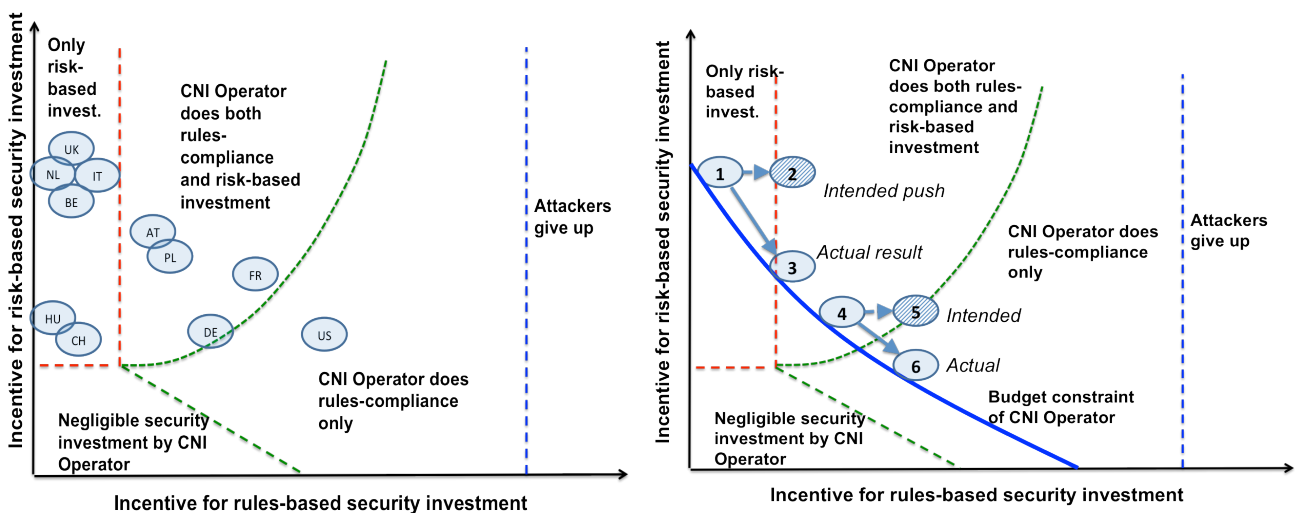 Incentive for risk-based security investment
Only
risk-
based
invest.
CNI Operator
does both
rules-
compliance
and risk-based
investment
UK
NL
IT
BE
AT
PL
FR
HU
CH
DE
US
Attackers
give up
CNI Operator does
rules-compliance
only
Negligible security
investment by CNI
Operator
Incentive for rules-based security investment
Incentive for risk-based security investment
Only risk-
based
invest.
CNI Operator
does both rules-
compliance and
risk-based
investment
1
2
Intended push
3
Actual result
CNI Operator does
rules-compliance
only
Attackers
give up
4
5
Intended
6
Actual
Budget constraint
of CNI Operator
Negligible security
investment by CNI
Operator
Incentive for rules-based security investment